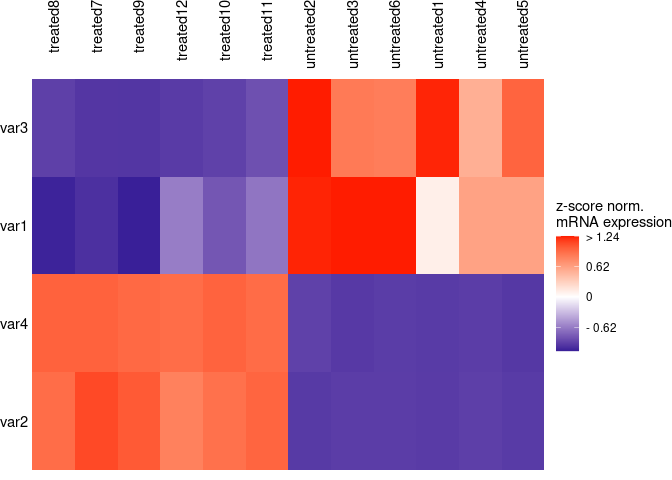 treated8
treated7
treated9
treated12
treated10
treated11
untreated2
untreated3
untreated6
untreated1
untreated4
untreated5
var3
var1
var4
var2
z-score norm.
mRNA expression
> 1.24
0.62
0
- 0.62